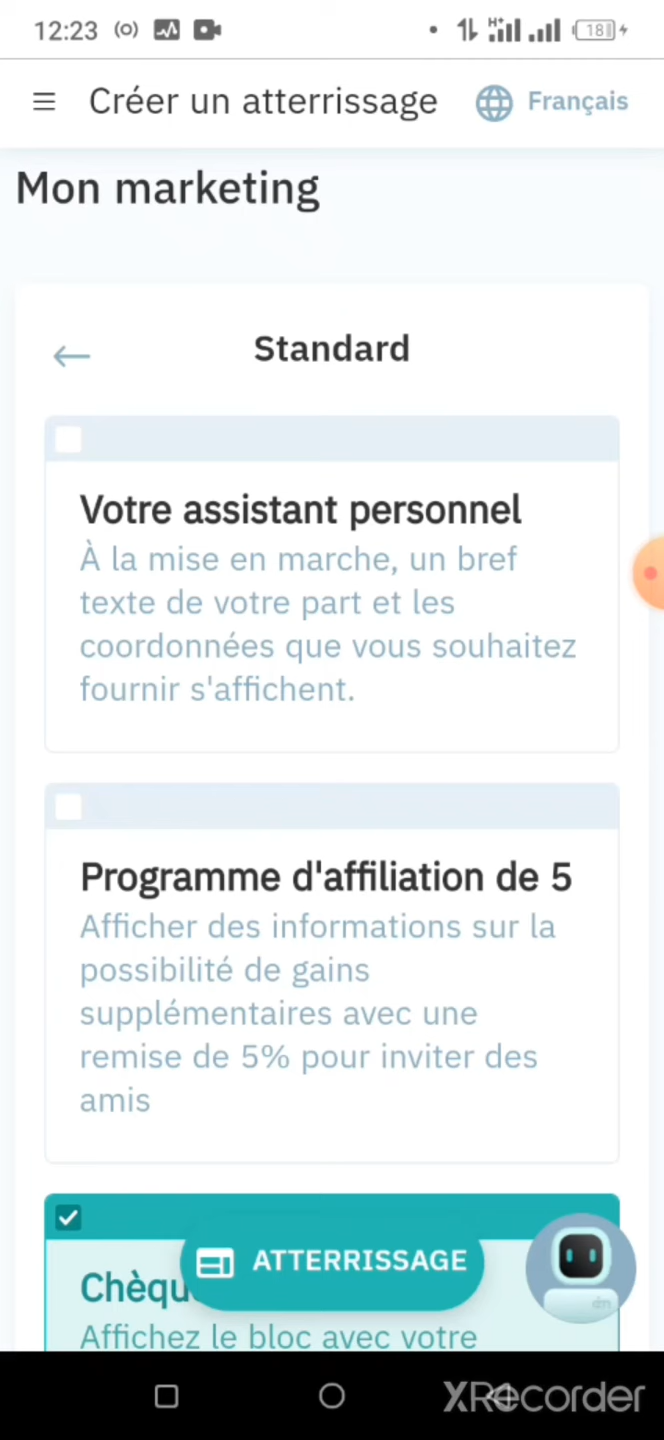 12:23
H+
18
Créer un atterrissage
Français
Mon marketing
Standard
Votre assistant personnel
À la mise en marche, un bref
texte de votre part et les
coordonnées que vous souhaitez
fournir s'affichent.
Programme d'affiliation de 5
Afficher des informations sur la
possibilité de gains
supplémentaires avec une
remise de 5% pour inviter des
amis
ATTERRISSAGE
Affichez le bloc avec votre
XRecorder